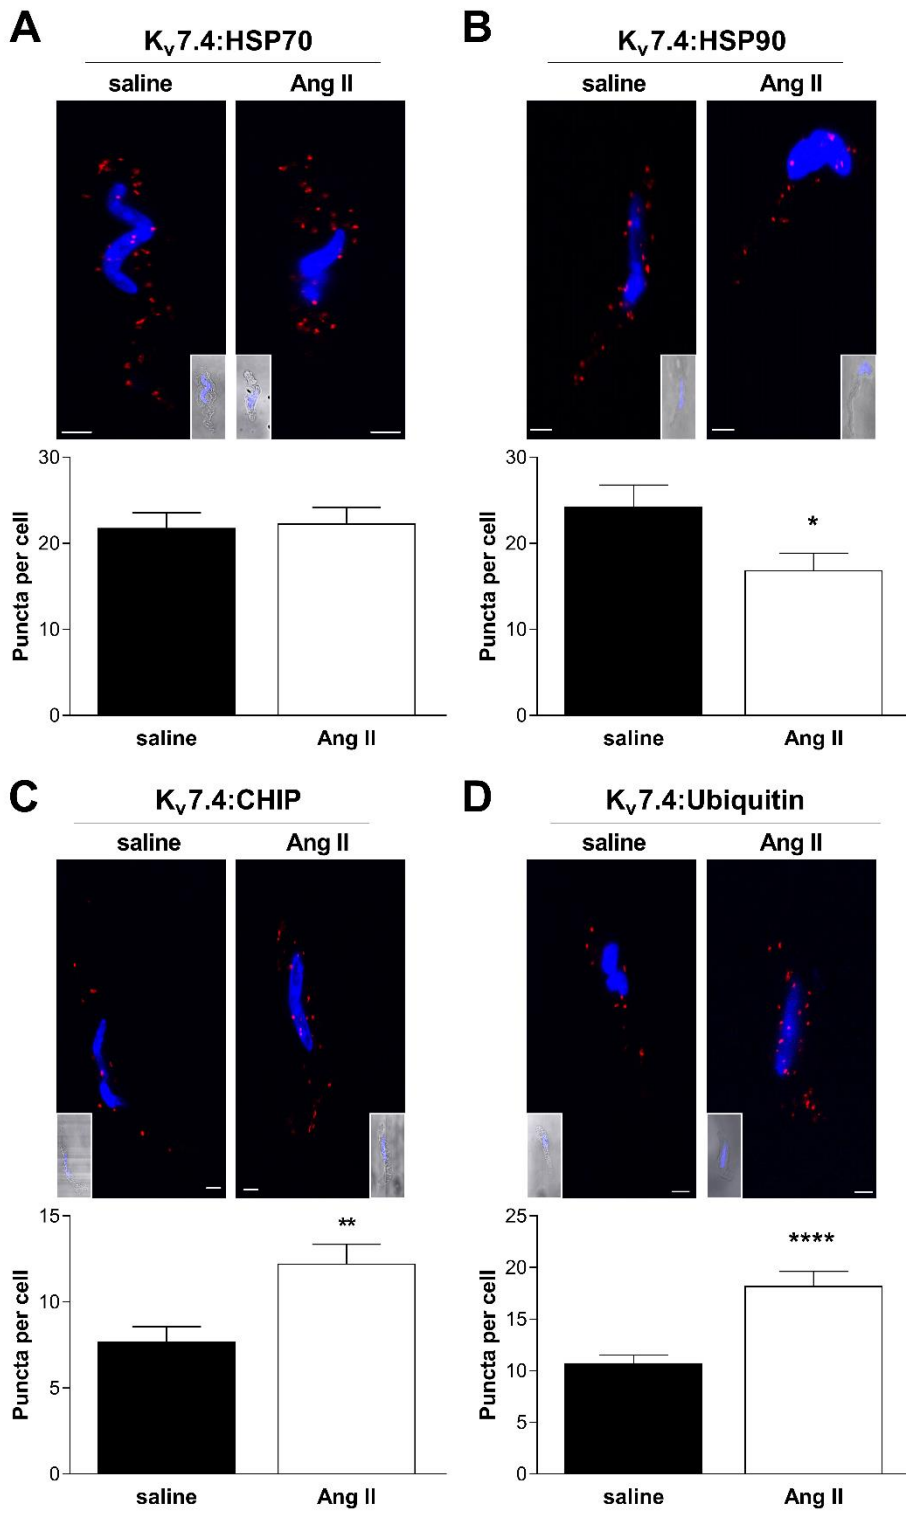 A
Kv7.4:HSP70
saline Ang II
30
20
10
0
Puncta per cell
saline Ang II
B
Kv7.4:HSP90
saline Ang II
30
20
10
0
Puncta per cell
*
saline Ang II
C
Kv7.4:CHIP
saline Ang II
15
10
5
0
Puncta per cell
**
saline Ang II
D
Kv7.4:Ubiquitin
saline Ang II
25
20
15
10
5
0
Puncta per cell
****
saline Ang II